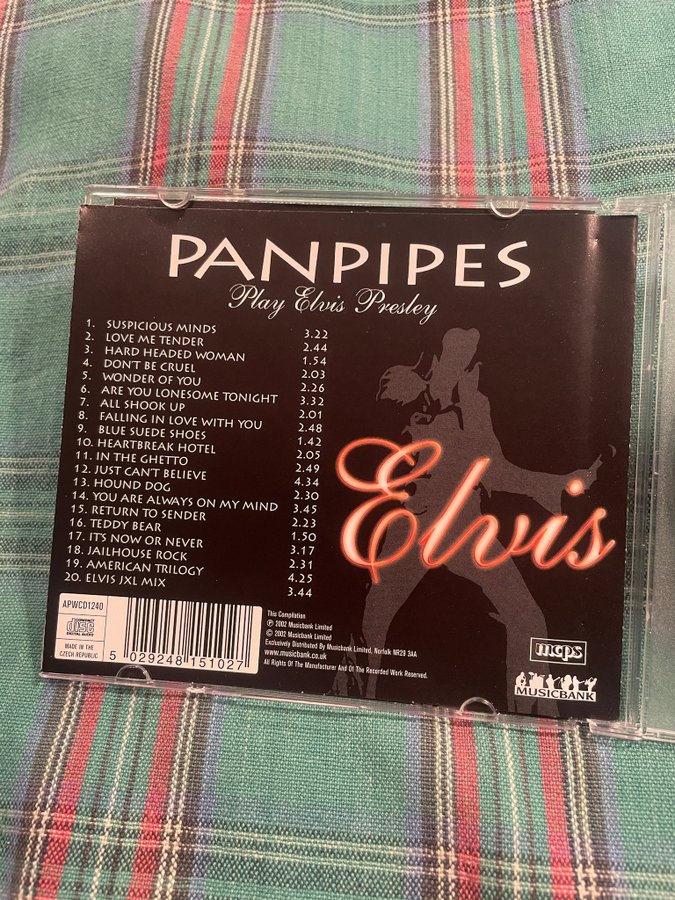 PANPIPES
Play Elvis Presley
1. SUSPICIOUS MINDS 3.22
2. LOVE ME TENDER 2.44
3. HARD HEADED WOMAN 1.54
4. DON'T BE CRUEL 2.03
5. WONDER OF YOU 2.26
6. ARE YOU LONESOME TONIGHT 3.32
7. ALL SHOOK UP 2.01
8. FALLING IN LOVE WITH YOU 2.48
9. BLUE SUEDE SHOES 1.42
10. HEARTBREAK HOTEL 2.05
11. IN THE GHETTO 2.49
12. JUST CAN'T BELIEVE 4.34
13. HOUND DOG 2.30
14. YOU ARE ALWAYS ON MY MIND 3.45
15. RETURN TO SENDER 2.23
16. TEDDY BEAR 1.50
17. IT'S NOW OR NEVER 3.17
18. JAILHOUSE ROCK 2.31
19. AMERICAN TRILOGY 4.25
20. ELVIS JXL MIX 3.44
Elvis
APWCD1240
disc
DIGITAL AUDIO
MADE IN THE
CZECH REPUBLIC
5 029248 151027
This Compilation
℗ 2002 Musicbank Limited
© 2002 Musicbank Limited
Exclusively Distributed By Musicbank Limited, Norfolk NR29 3AA
www.musicbank.co.uk
All Rights Of The Manufacturer And Of The Recorded Work Reserved.
mcps
MUSICBANK